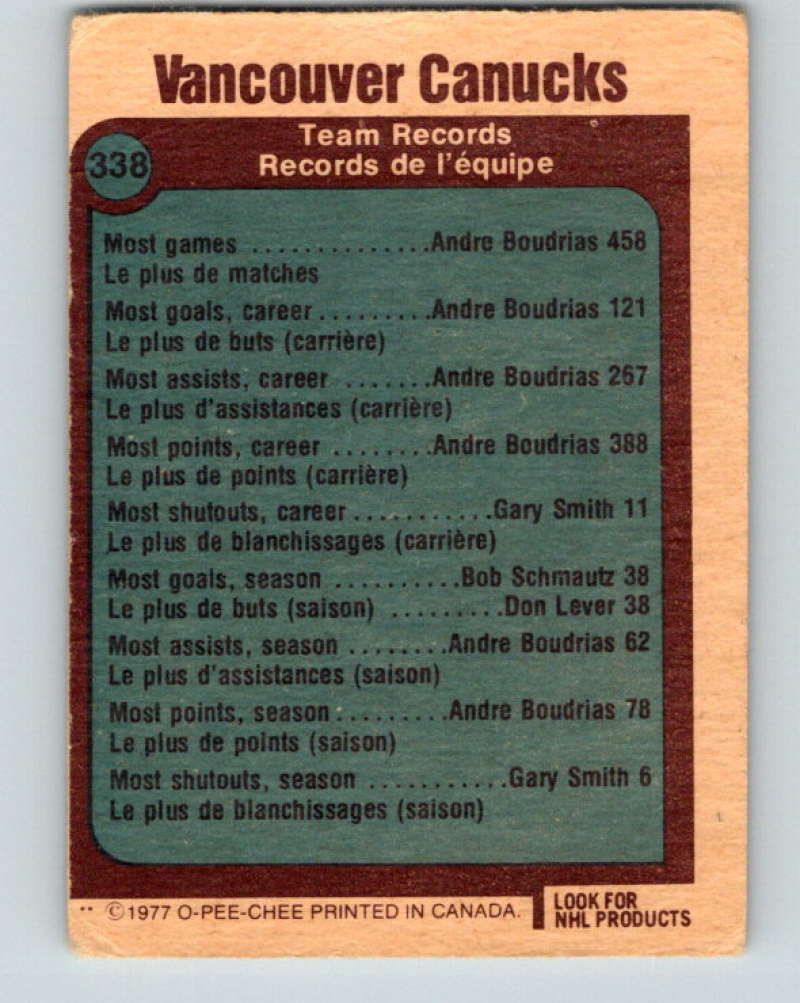 Vancouver Canucks
338
Team Records
Records de l'équipe
Most games ..............Andre Boudrias 458
Le plus de matches
Most goals, career.........Andre Boudrias 121
Le plus de buts (carrière)
Most assists, career .......Andre Boudrias 267
Le plus d'assistances (carrière)
Most points, career ........Andre Boudrias 388
Le plus de points (carrière)
Most shutouts, career...........Gary Smith 11
Le plus de blanchissages (carrière)
Most goals, season ..........Bob Schmautz 38
Le plus de buts (saison) .........Don Lever 38
Most assists, season ........Andre Boudrias 62
Le plus d'assistances (saison)
Most points, season.........Andre Boudrias 78
Le plus de points (saison)
Most shutouts, season ...........Gary Smith 6
Le plus de blanchissages (saison)
** ©1977 O-PEE-CHEE PRINTED IN CANADA.
LOOK FOR
NHL PRODUCTS